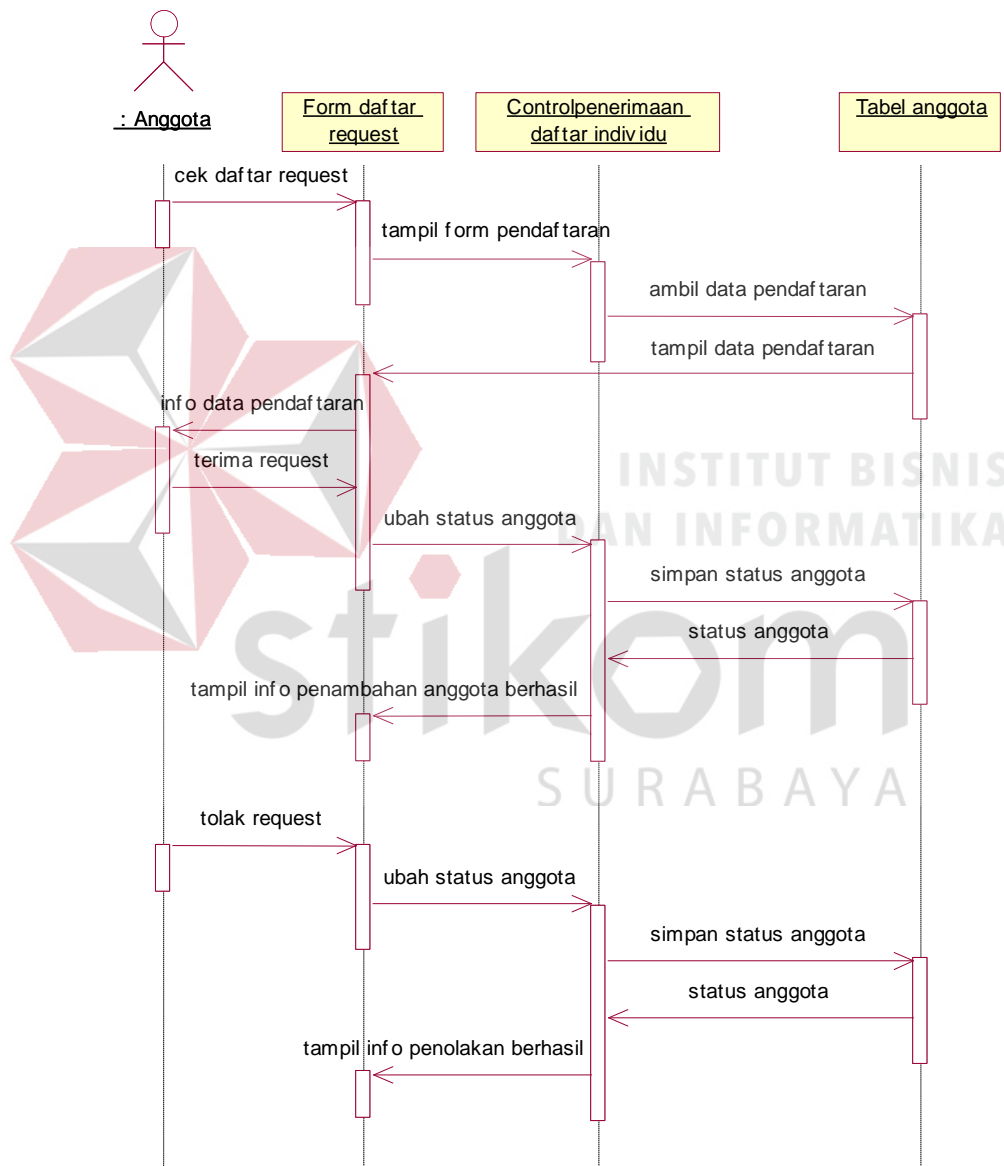 : Anggota
Form daftar
request
Controlpenerimaan
daftar individu
Tabel anggota
cek daftar request
tampil form pendaftaran
ambil data pendaftaran
tampil data pendaftaran
info data pendaftaran
terima request
INSTITUT BISNIS
DAN INFORMATIKA
ubah status anggota
simpan status anggota
status anggota
stikom
tampil info penambahan anggota berhasil
SURABAYA
tolak request
ubah status anggota
simpan status anggota
status anggota
tampil info penolakan berhasil